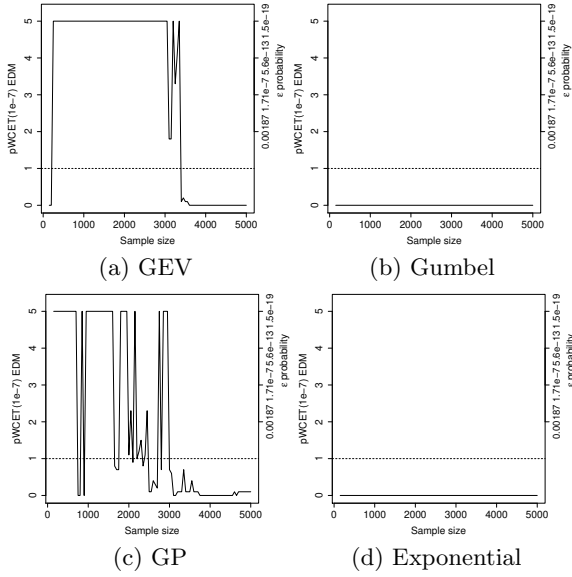 pWCET(1e-7) EDM
5
4
3
2
1
0
0 1000 2000 3000 4000 5000
Sample size
0.00187 1.71e-7 5.6e-13 1.5e-19
ε probability
(a) GEV
pWCET(1e-7) EDM
5
4
3
2
1
0
0 1000 2000 3000 4000 5000
Sample size
0.00187 1.71e-7 5.6e-13 1.5e-19
ε probability
(b) Gumbel
pWCET(1e-7) EDM
5
4
3
2
1
0
0 1000 2000 3000 4000 5000
Sample size
0.00187 1.71e-7 5.6e-13 1.5e-19
ε probability
(c) GP
pWCET(1e-7) EDM
5
4
3
2
1
0
0 1000 2000 3000 4000 5000
Sample size
0.00187 1.71e-7 5.6e-13 1.5e-19
ε probability
(d) Exponential